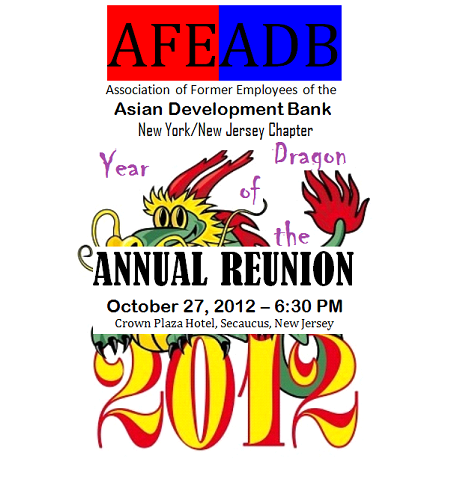 AFEADB
Association of Former Employees of the
Asian Development Bank
New York/New Jersey Chapter
Year of the Dragon
ANNUAL REUNION
October 27, 2012 – 6:30 PM
Crown Plaza Hotel, Secaucus, New Jersey
2012